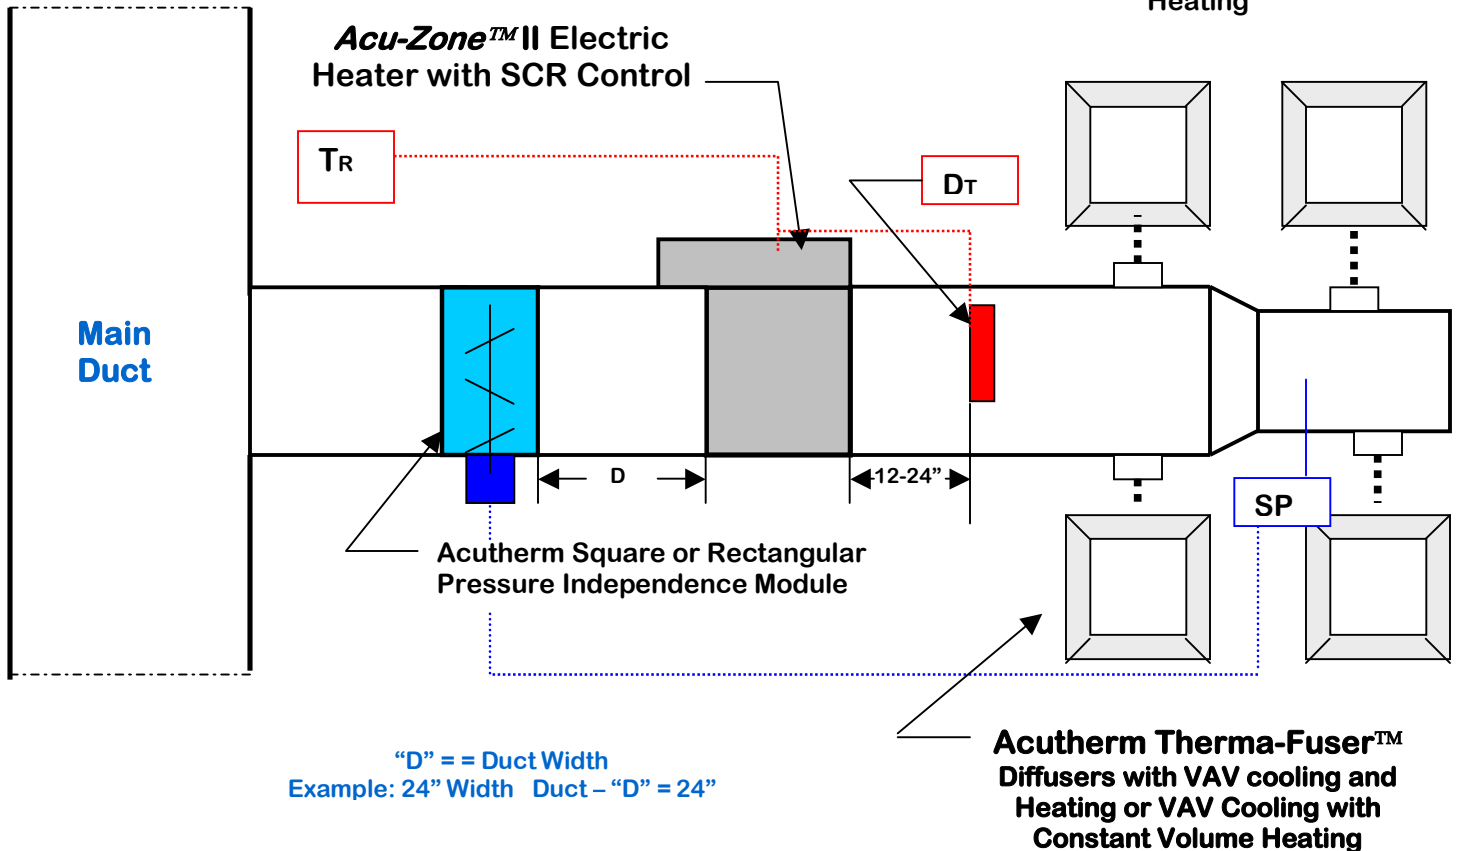 Heating
Acu-Zone™ II Electric
Heater with SCR Control
TR
DT
Main
Duct
D
12-24”
SP
Acutherm Square or Rectangular
Pressure Independence Module
“D” = = Duct Width
Example: 24” Width Duct – “D” = 24”
Acutherm Therma-Fuser™
Diffusers with VAV cooling and
Heating or VAV Cooling with
Constant Volume Heating